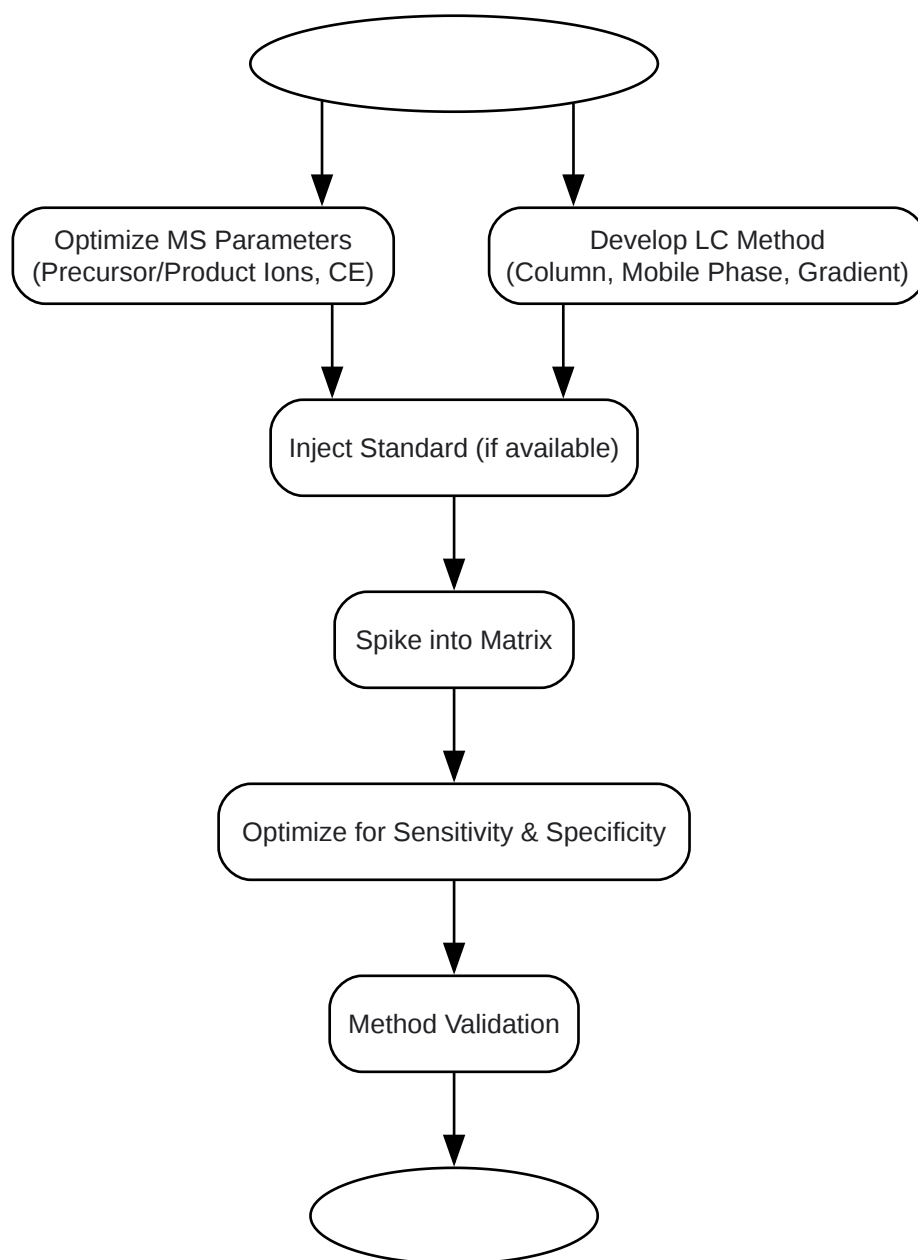 Optimize MS Parameters
(Precursor/Product Ions, CE)
Develop LC Method
(Column, Mobile Phase, Gradient)
Inject Standard (if available)
Spike into Matrix
Optimize for Sensitivity & Specificity
Method Validation